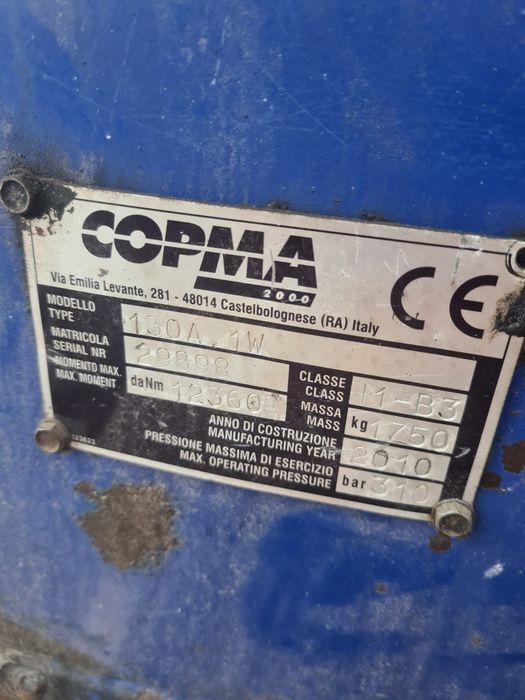 COPMA
2000
CE
Via Emilia Levante, 281 - 48014 Castelbolognese (RA) Italy
MODELLO
TYPE
130A.1W
MATRICOLA
SERIAL NR
29898
MOMENTO MAX.
MAX. MOMENT
daNm
12360
CLASSE
CLASS
H1-B3
MASSA
MASS
kg
1750
ANNO DI COSTRUZIONE
MANUFACTURING YEAR
2010
PRESSIONE MASSIMA DI ESERCIZIO
MAX. OPERATING PRESSURE
bar
310